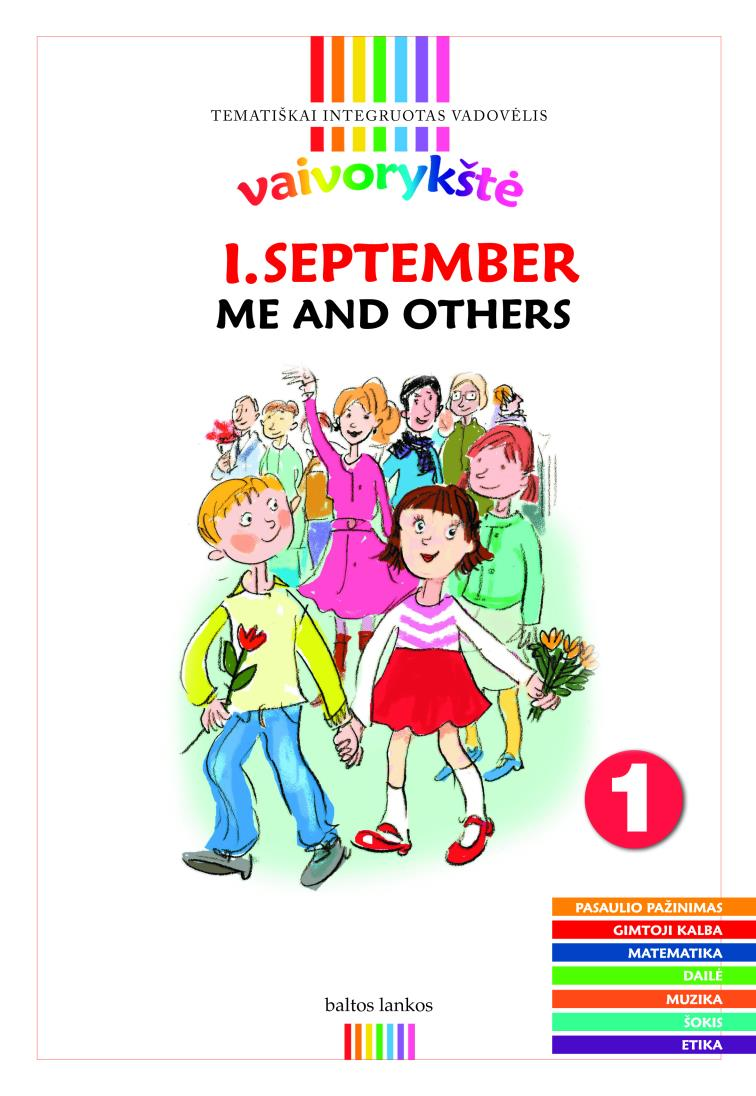 TEMATIŠKAI INTEGRUOTAS VADOVĖLIS
vaivorykštė
I.SEPTEMBER
ME AND OTHERS
1
PASAULIO PAŽINIMAS
GIMTOJI KALBA
MATEMATIKA
DAILĖ
MUZIKA
ŠOKIS
ETIKA
baltos lankos